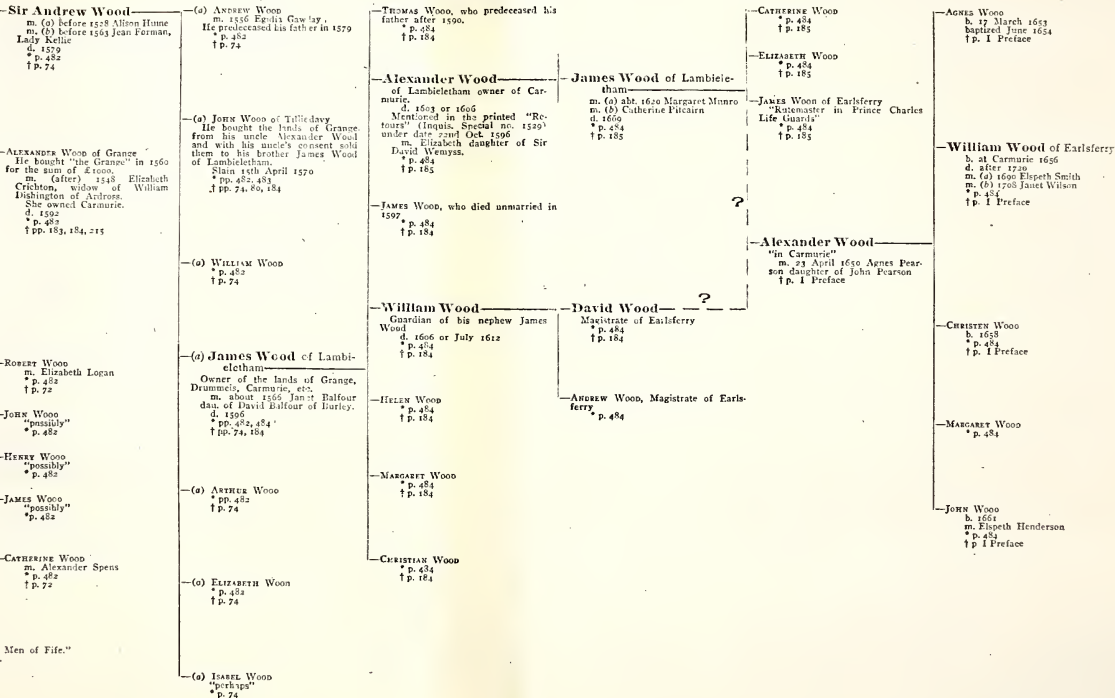 Sir Andrew Wood
m. (a) before 1528 Alison Hume
m. (b) before 1563 Jean Forman,
Lady Kellie
d. 1579
* p. 482
† p. 74
ALEXANDER WOOD of Grange
He bought "the Grange" in 1560
for the sum of £1000.
m. (after) 1548 Elizabeth
Crichton, widow of William
Dishington of Ardross.
She owned Carmurie.
d. 1592
* p. 482
† pp. 183, 184, 215
ROBERT WOOD
m. Elizabeth Logan
* p. 482
† p. 72
JOHN WOOD
"possibly"
* p. 482
HENRY WOOD
"possibly"
* p. 482
JAMES WOOD
"possibly"
* p. 482
CATHERINE WOOD
m. Alexander Spens
* p. 482
† p. 72
Men of Fife."
(a) ANDREW WOOD
m. 1556 Egidia
He predeceased his father in 1579
* p. 482
† p. 74
(a) JOHN WOOD of Tilliedavy
He bought the lands of Grange
from his uncle Alexander Wood
and with his uncle's consent sold
them to his brother James Wood
of Lambieletham.
Slain 15th April 1570
* pp. 482, 483
† pp. 74, 80, 184
(a) WILLIAM WOOD
* p. 482
† p. 74
(a) James Wood of Lambi-
eletham
Owner of the lands of Grange,
Drummeis, Carmurie, etc.
m. about 1566 Janet Balfour
dau. of David Balfour of Burley.
d. 1596
* pp. 482, 484
† pp. 74, 184
(a) ARTHUR WOOD
* pp. 482
† p. 74
(a) ELIZABETH WOOD
* p. 482
† p. 74
(a) ISABEL WOOD
"perhaps"
* p. 74
THOMAS WOOD, who predeceased his
father after 1590.
* p. 484
† p. 184
Alexander Wood
of Lambieletham owner of Car-
murie.
d. 1603 or 1606
Mentioned in the printed "Re-
tours" (Inquis. Special no. 1529)
under date 22nd Oct. 1596
m. Elizabeth daughter of Sir
David Wemyss.
* p. 484
† p. 185
JAMES WOOD, who died unmarried in
1597
* p. 484
† p. 184
William Wood
Guardian of his nephew James
Wood
d. 1606 or July 1612
* p. 484
† p. 184
HELEN WOOD
* p. 484
† p. 184
MARGARET WOOD
* p. 484
† p. 184
CHRISTIAN WOOD
* p. 484
† p. 184
James Wood of Lambiele-
tham
m. (a) abt. 1620 Margaret Munro
m. (b) Catherine Pitcairn
d. 1669
* p. 484
† p. 185
David Wood
Magistrate of Earlsferry
* p. 484
† p. 184
ANDREW WOOD, Magistrate of Earls-
ferry
* p. 484
?
?
CATHERINE WOOD
* p. 484
† p. 185
ELIZABETH WOOD
* p. 484
† p. 185
JAMES WOOD of Earlsferry
"Rutemaster in Prince Charles
Life Guards"
* p. 484
† p. 185
Alexander Wood
"in Carmurie"
m. 23 April 1650 Agnes Pear-
son daughter of John Pearson
† p. I Preface
AGNES WOOD
b. 17 March 1653
baptized June 1654
† p. I Preface
William Wood of Earlsferry
b. at Carmurie 1656
d. after 1720
m. (a) 1690 Elspeth Smith
m. (b) 1708 Janet Wilson
* p. 484
† p. I Preface
CHRISTEN WOOD
b. 1658
* p. 484
† p. I Preface
MARGARET WOOD
* p. 484
JOHN WOOD
b. 1661
m. Elspeth Henderson
* p. 484
† p I Preface